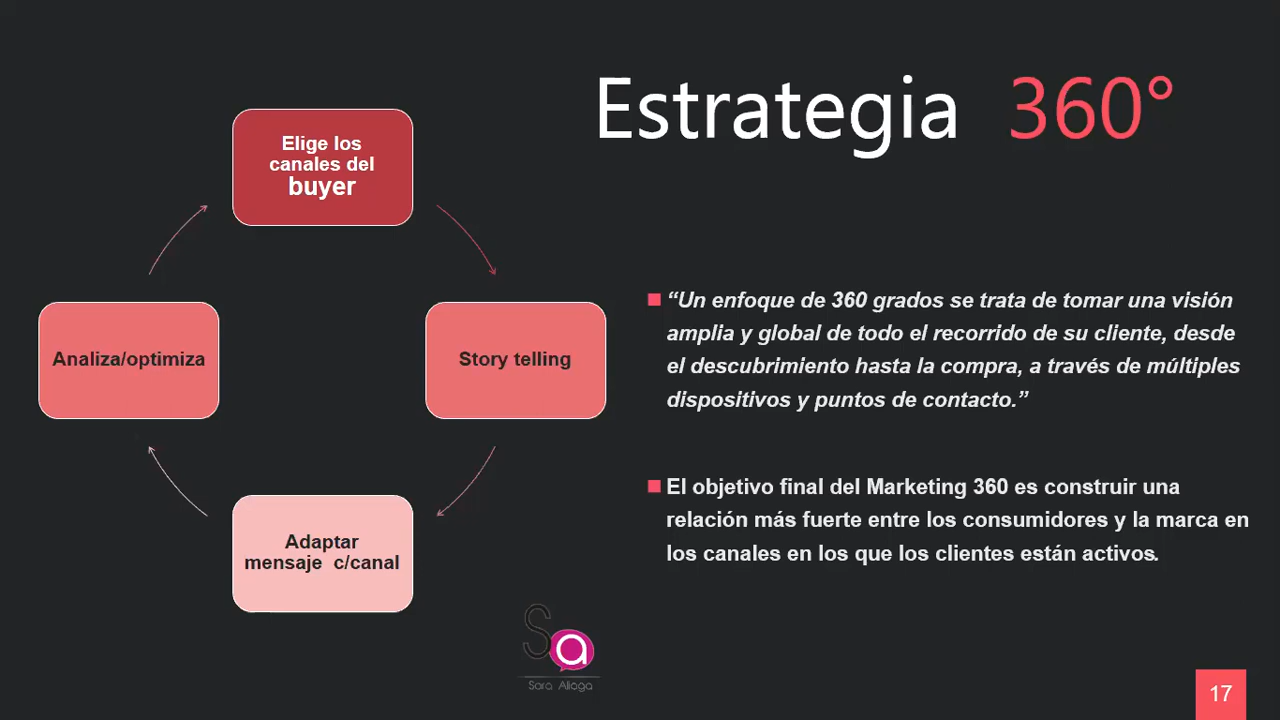 Estrategia 360°
Elige los
canales del
buyer
Story telling
Adaptar
mensaje c/canal
Analiza/optimiza
“Un enfoque de 360 grados se trata de tomar una visión
amplia y global de todo el recorrido de su cliente, desde
el descubrimiento hasta la compra, a través de múltiples
dispositivos y puntos de contacto.”
El objetivo final del Marketing 360 es construir una
relación más fuerte entre los consumidores y la marca en
los canales en los que los clientes están activos.
Sa
Sara Aliaga
17